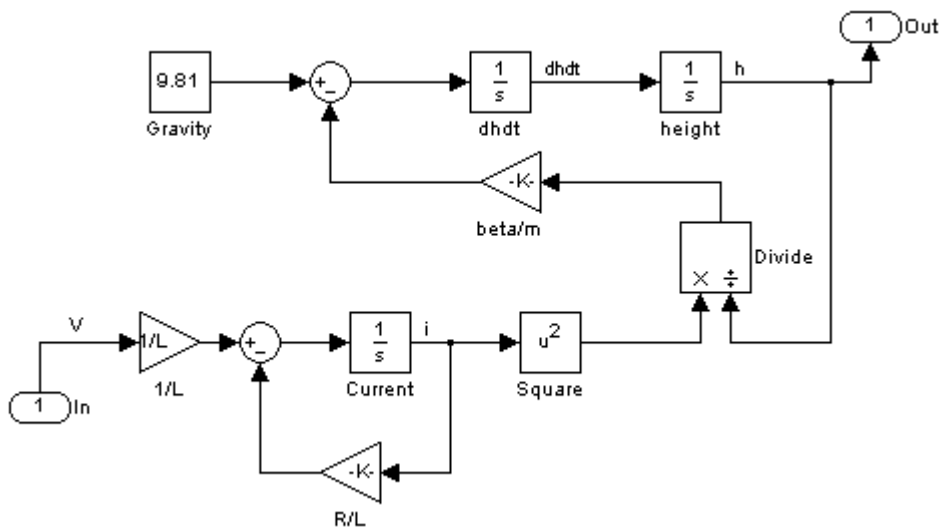 1
Out
9.81
Gravity
+
−
1
s
dhdt
dhdt
1
s
height
h
-K-
beta/m
× ÷
Divide
V
1
In
1/L
1/L
+
−
1
s
Current
i
u²
Square
-K-
R/L